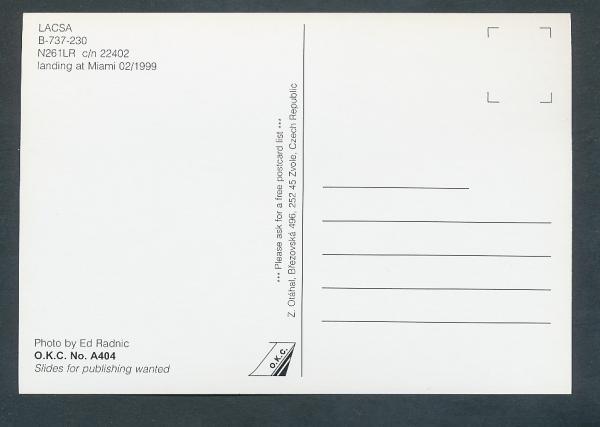 LACSA
B-737-230
N261LR c/n 22402
landing at Miami 02/1999
*** Please ask for a free postcard list ***
Z. Otáhal, Březovská 496, 252 45 Zvole, Czech Republic
Photo by Ed Radnic
O.K.C. No. A404
Slides for publishing wanted
O.K.C.